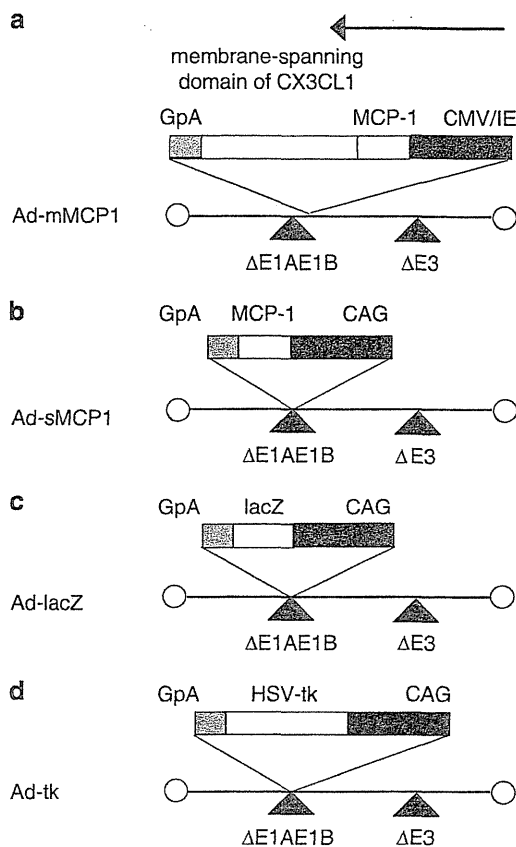 a
membrane-spanning
domain of CX3CL1
GpA MCP-1 CMV/IE
Ad-mMCP1
ΔE1AE1B ΔE3
b
GpA MCP-1 CAG
Ad-sMCP1
ΔE1AE1B ΔE3
c
GpA lacZ CAG
Ad-lacZ
ΔE1AE1B ΔE3
d
GpA HSV-tk CAG
Ad-tk
ΔE1AE1B ΔE3